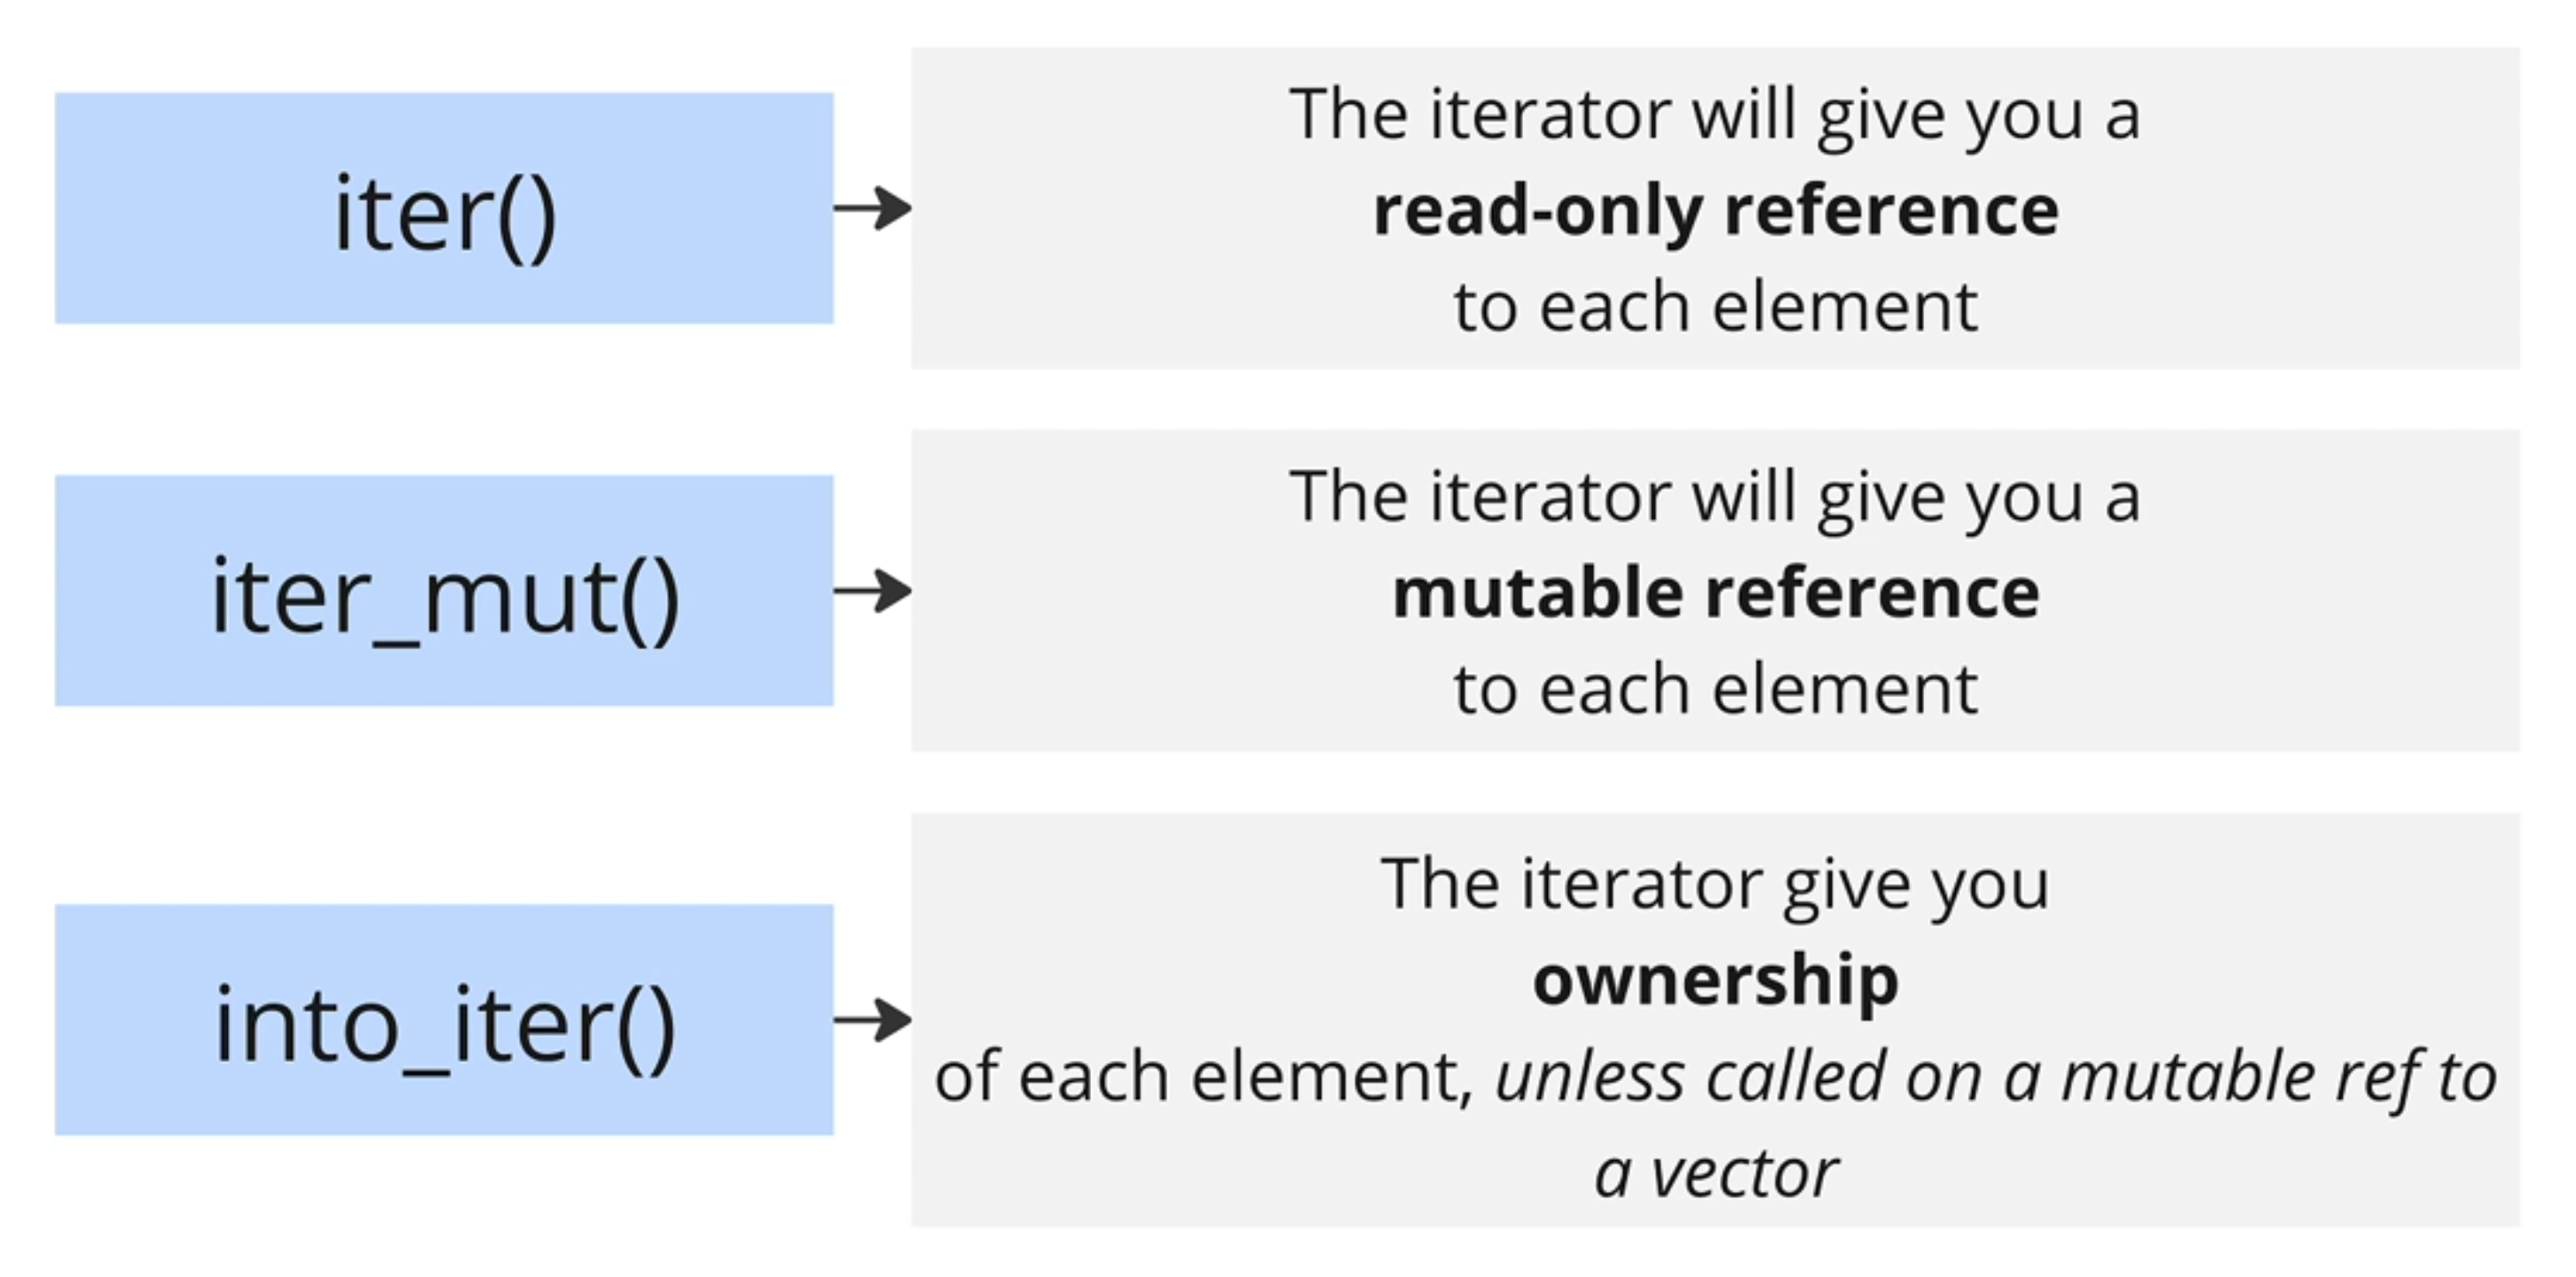 iter()
The iterator will give you a
read-only reference
to each element
iter_mut()
The iterator will give you a
mutable reference
to each element
into_iter()
The iterator give you
ownership
of each element, unless called on a mutable ref to
a vector